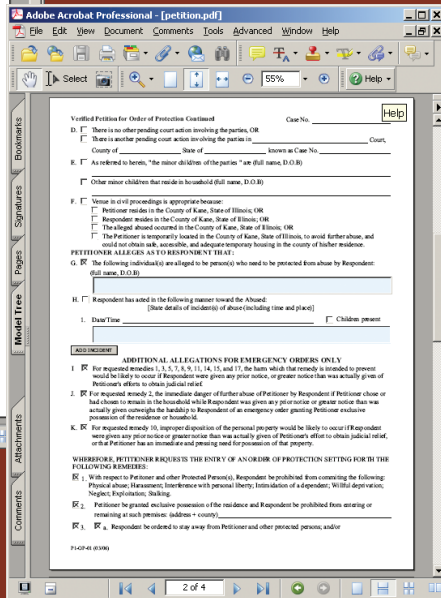 Adobe Acrobat Professional - [petition.pdf]
File Edit View Document Comments Tools Advanced Window Help
Select 55% Help
Help
Bookmarks
Signatures
Pages
Model Tree
Attachments
Comments
Verified Petition for Order of Protection Continued Case No.
D. There is no other pending court action involving the parties, OR
There is another pending court action involving the parties in Court,
County of State of known as Case No.
E. As referred to herein, "the minor child/ren of the parties " are (full name, D.O.B)
Other minor child/ren that reside in household (full name, D.O.B)
F. Venue in civil proceedings is appropriate because:
Petitioner resides in the County of Kane, State of Illinois; OR
Respondent resides in the County of Kane, State of Illinois; OR
The alleged abuse occurred in the County of Kane, State of Illinois; OR
The Petitioner is temporarily located in the County of Kane, State of Illinois, to avoid further abuse, and
could not obtain safe, accessible, and adequate temporary housing in the county of his/her residence.
PETITIONER ALLEGES AS TO RESPONDENT THAT:
G. The following individual(s) are alleged to be person(s) who need to be protected from abuse by Respondent:
(full name, D.O.B)
H. Respondent has acted in the following manner toward the Abused:
[State details of incident(s) of abuse (including time and place)]
1. Date/Time Children present
ADD INCIDENT
ADDITIONAL ALLEGATIONS FOR EMERGENCY ORDERS ONLY
I For requested remedies 1, 3, 5, 7, 8, 9, 11, 14, 15, and 17, the harm which that remedy is intended to prevent
would be likely to occur if Respondent were given any prior notice, or greater notice than was actually given of
Petitioner's efforts to obtain judicial relief.
J. For requested remedy 2, the immediate danger of further abuse of Petitioner by Respondent if Petitioner chose or
had chosen to remain in the household while Respondent was given any prior notice or greater notice than was
actually given outweighs the hardship to Respondent of an emergency order granting Petitioner exclusive
possession of the residence or household.
K. For requested remedy 10, improper disposition of the personal property would be likely to occur if Respondent
were given any prior notice or greater notice than was actually given of Petitioner's effort to obtain judicial relief,
or that Petitioner has an immediate and pressing need for possession of that property.
WHEREFORE, PETITIONER REQUESTS THE ENTRY OF AN ORDER OF PROTECTION SETTING FORTH THE
FOLLOWING REMEDIES:
1. With respect to Petitioner and other Protected Person(s), Respondent be prohibited from committing the following:
Physical abuse; Harassment; Interference with personal liberty; Intimidation of a dependent; Willful deprivation;
Neglect; Exploitation; Stalking.
2. Petitioner be granted exclusive possession of the residence and Respondent be prohibited from entering or
remaining at such premises: (address + county)
3. a. Respondent be ordered to stay away from Petitioner and other protected persons; and/or
P1-OP-01 (03/06)
2 of 4